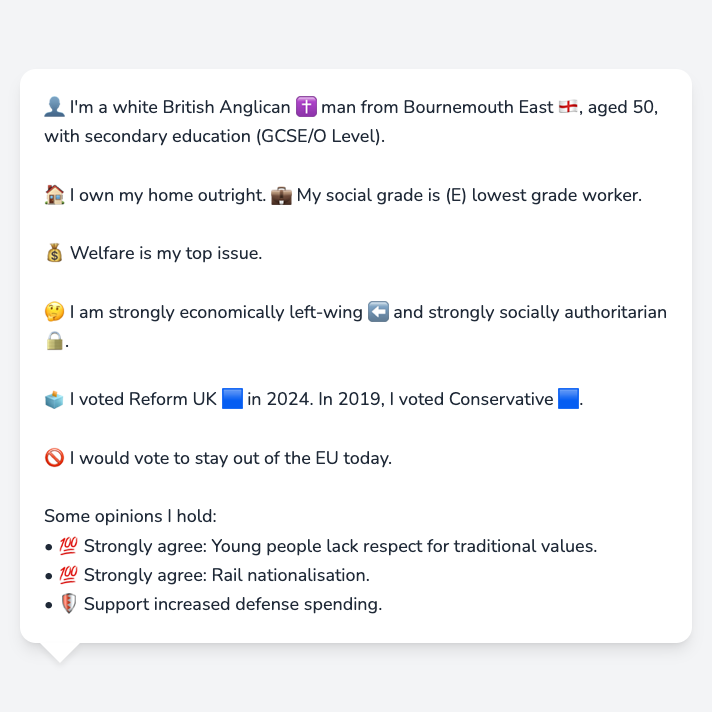 👤 I'm a white British Anglican ✝️ man from Bournemouth East 🏴󠁧󠁢󠁥󠁮󠁧󠁿, aged 50,
with secondary education (GCSE/O Level).
🏠 I own my home outright. 💼 My social grade is (E) lowest grade worker.
💰 Welfare is my top issue.
🤔 I am strongly economically left-wing ⬅️ and strongly socially authoritarian
🔒.
🗳️ I voted Reform UK 🟦 in 2024. In 2019, I voted Conservative 🟦.
🚫 I would vote to stay out of the EU today.
Some opinions I hold:
• 💯 Strongly agree: Young people lack respect for traditional values.
• 💯 Strongly agree: Rail nationalisation.
• 🛡️ Support increased defense spending.